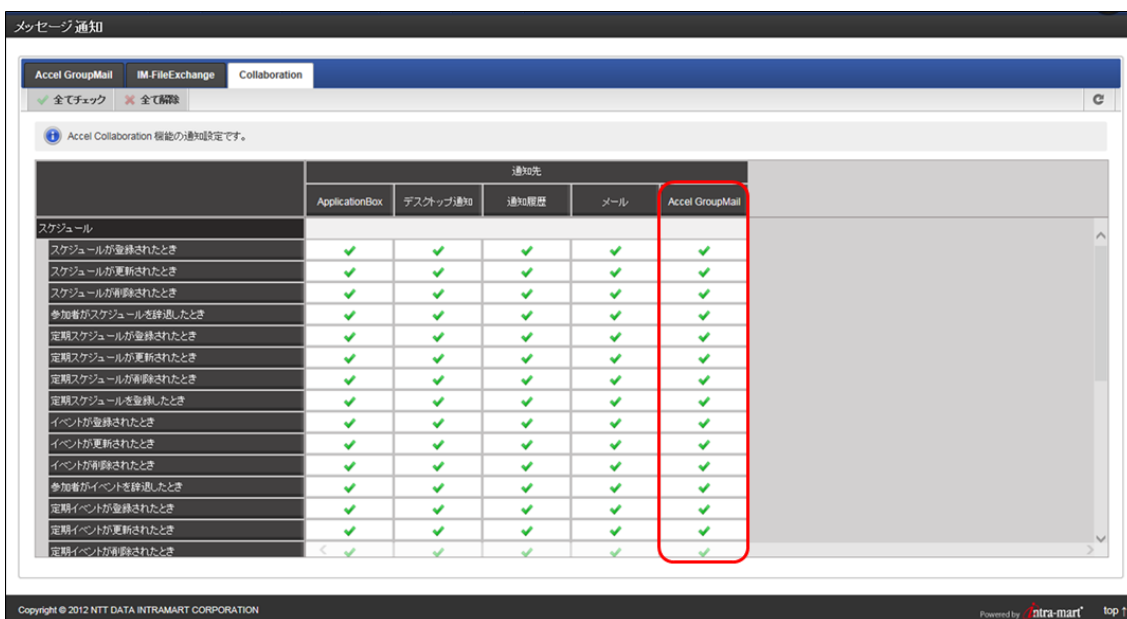 メッセージ通知
Accel GroupMail IM-FileExchange Collaboration
全てチェック 全て解除
Accel Collaboration 機能の通知設定です。
通知先
ApplicationBox デスクトップ通知 通知履歴 メール Accel GroupMail
スケジュール
スケジュールが登録されたとき
スケジュールが更新されたとき
スケジュールが削除されたとき
参加者がスケジュールを辞退したとき
定期スケジュールが登録されたとき
定期スケジュールが更新されたとき
定期スケジュールが削除されたとき
定期スケジュールを登録したとき
イベントが登録されたとき
イベントが更新されたとき
イベントが削除されたとき
参加者がイベントを辞退したとき
定期イベントが登録されたとき
定期イベントが更新されたとき
定期イベントが削除されたとき
Copyright © 2012 NTT DATA INTRAMART CORPORATION
Powered by intra-mart top ↑